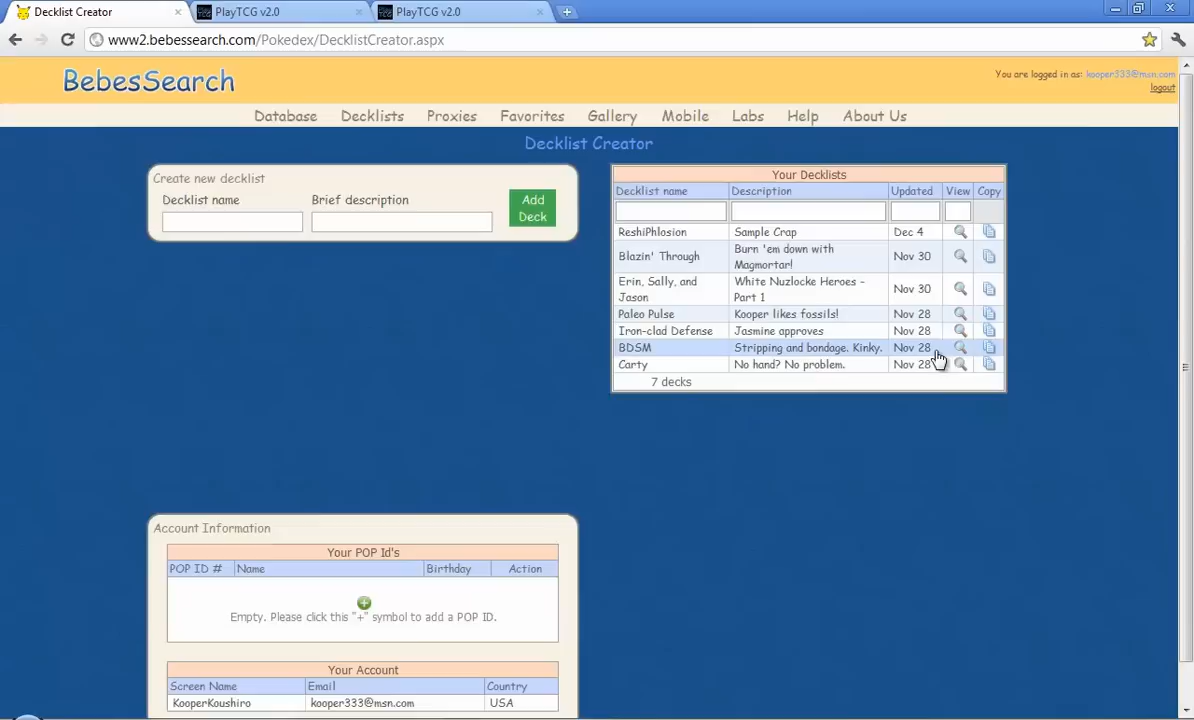 Decklist Creator
PlayTCG v2.0
PlayTCG v2.0
www2.bebessearch.com/Pokedex/DecklistCreator.aspx
BebesSearch
You are logged in as: kooper333@msn.com
logout
Database Decklists Proxies Favorites Gallery Mobile Labs Help About Us
Decklist Creator
Create new decklist
Decklist name Brief description
Add
Deck
Your Decklists
Decklist name Description Updated View Copy
ReshiPhlosion Sample Crap Dec 4
Blazin' Through Burn 'em down with Nov 30
Magmortar!
Erin, Sally, and White Nuzlocke Heroes - Nov 30
Jason Part 1
Paleo Pulse Kooper likes fossils! Nov 28
Iron-clad Defense Jasmine approves Nov 28
BDSM Stripping and bondage. Kinky. Nov 28
Carty No hand? No problem. Nov 28
7 decks
Account Information
Your POP Id's
POP ID # Name Birthday Action
Empty. Please click this "+" symbol to add a POP ID.
Your Account
Screen Name Email Country
KooperKoushiro kooper333@msn.com USA